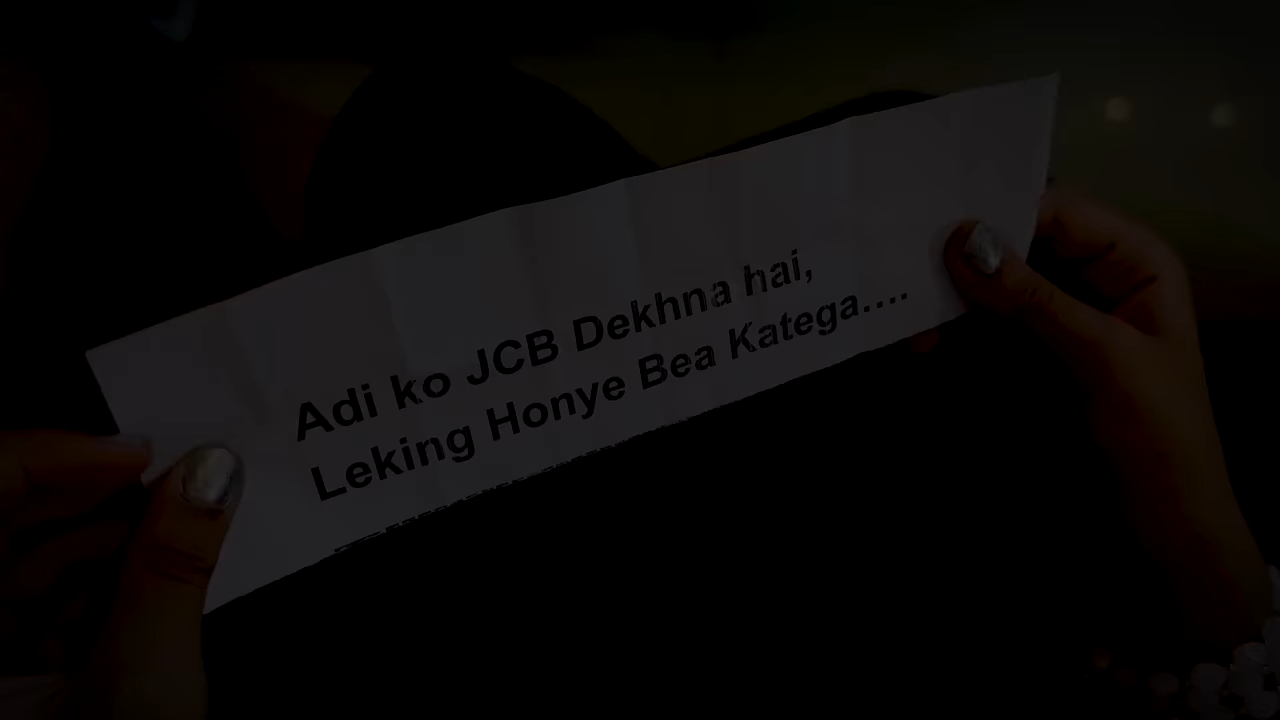 Adi ko JCB Dekhna hai,
Leking Honye Bea Katega....